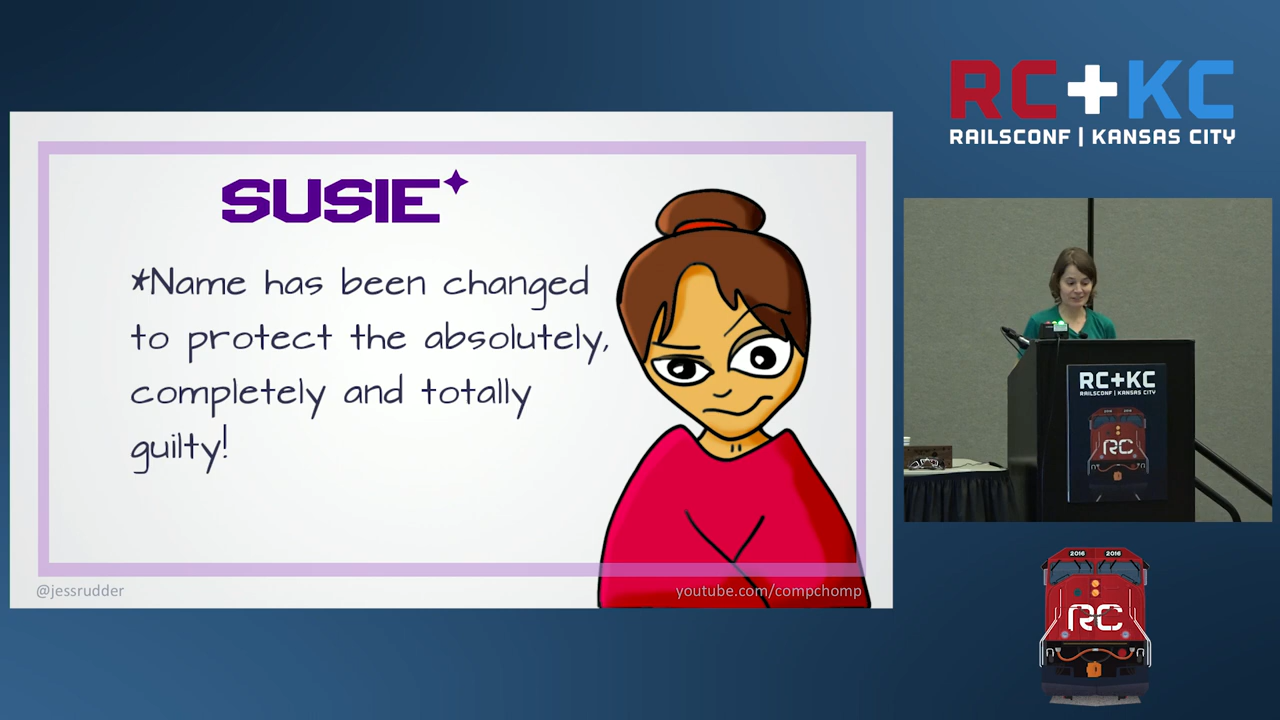 SUSIE
*Name has been changed
to protect the absolutely,
completely and totally
guilty!
@jessrudder
youtube.com/compchomp
RC+KC
RAILSCONF | KANSAS CITY
RC+KC
RAILSCONF | KANSAS CITY
RC
2016 2016
RC